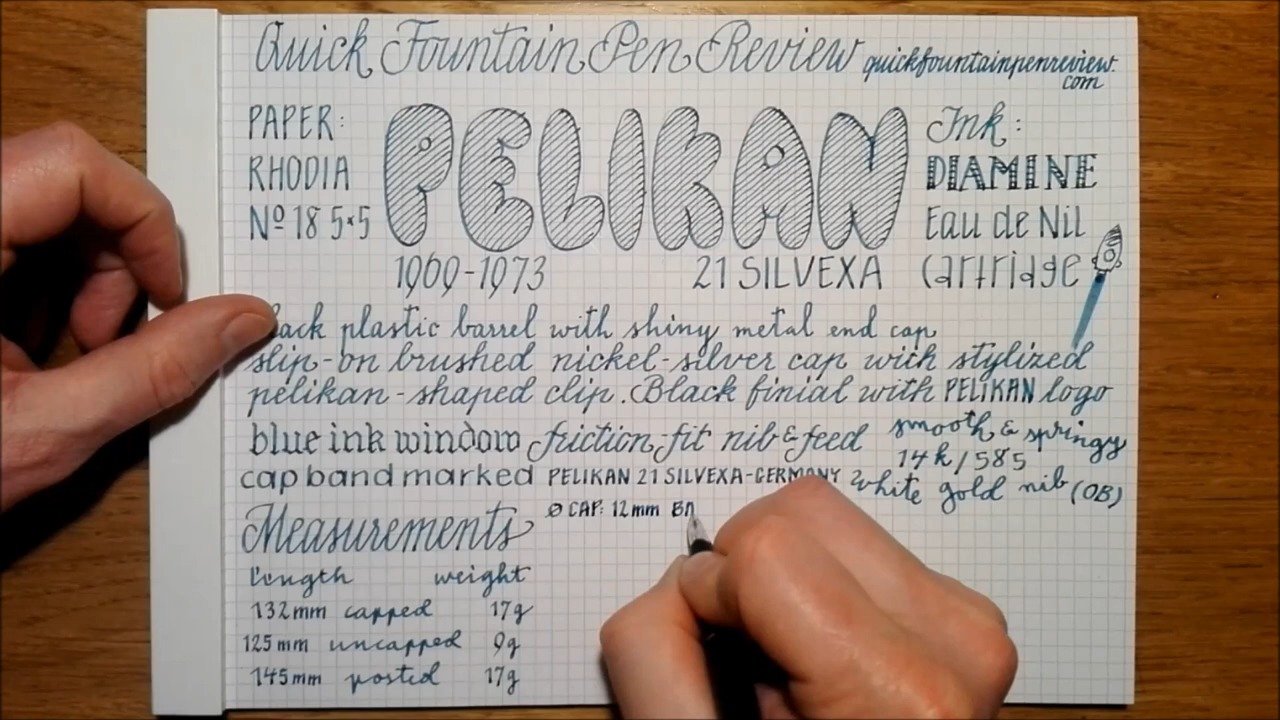 Quick Fountain Pen Review quickfountainpenreview.
com
PAPER:
RHODIA
Nº 18 5×5
PELIKAN
1969-1973 21 SILVEXA
Ink:
DIAMINE
Eau de Nil
Cartridge
black plastic barrel with shiny metal end cap,
slip-on brushed nickel-silver cap with stylized
pelikan-shaped clip. Black finial with PELIKAN logo
blue ink window friction-fit nib & feed
cap band marked PELIKAN 21 SILVEXA-GERMANY
smooth & springy
14k/585
white gold nib (OB)
Measurements
length weight
132mm capped 17g
125mm uncapped 9g
145mm posted 17g
Ø CAP: 12mm BA